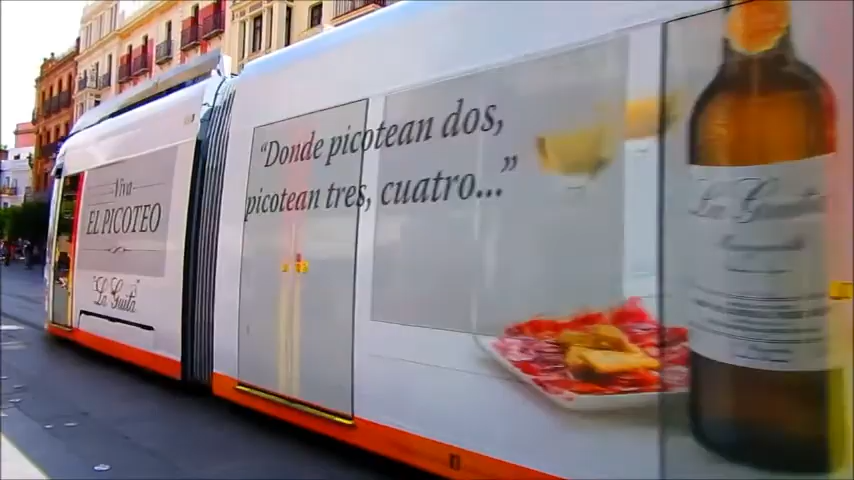 Viva
EL PICOTEO
"La Guita"
"Donde picotean dos,
picotean tres, cuatro..."
La Guita